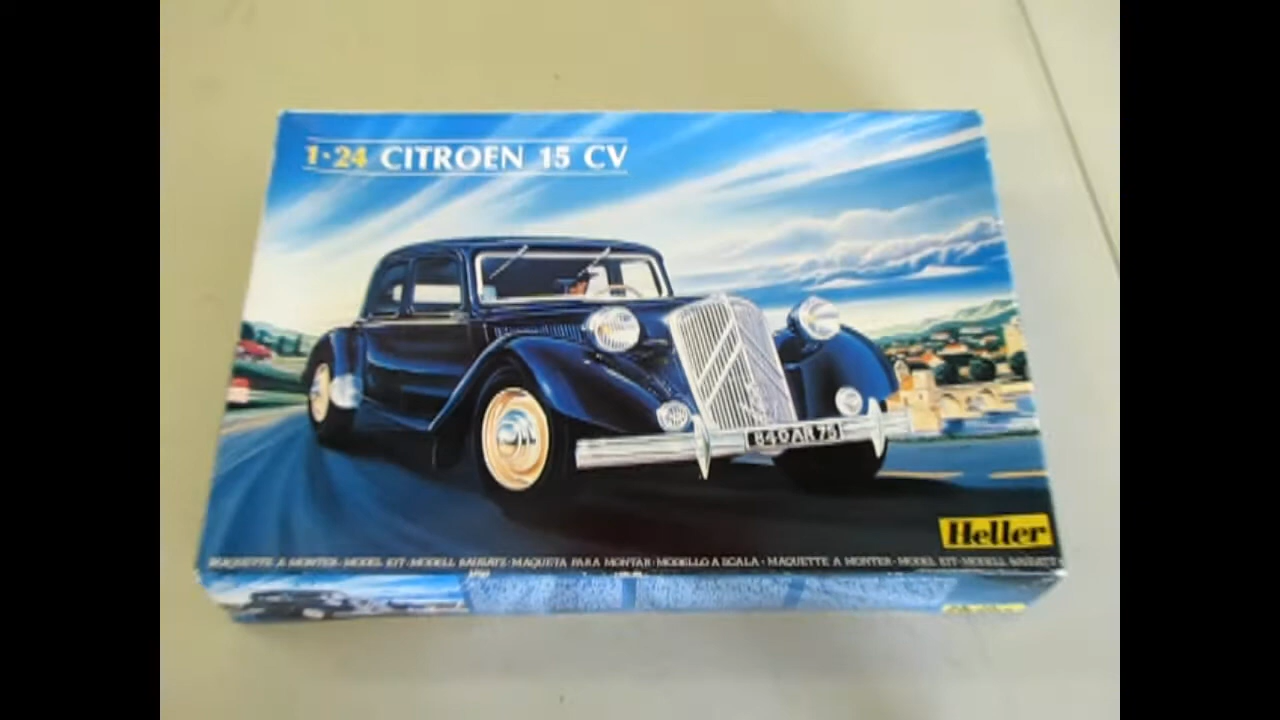 1·24 CITROEN 15 CV
840AR75
Heller
MAQUETTE A MONTER · MODEL KIT · MODELL BAUSATZ · MAQUETA PARA MONTAR · MODELLO A SCALA · MAQUETTE A MONTER · MODEL KIT · MODELL BAUSATZ